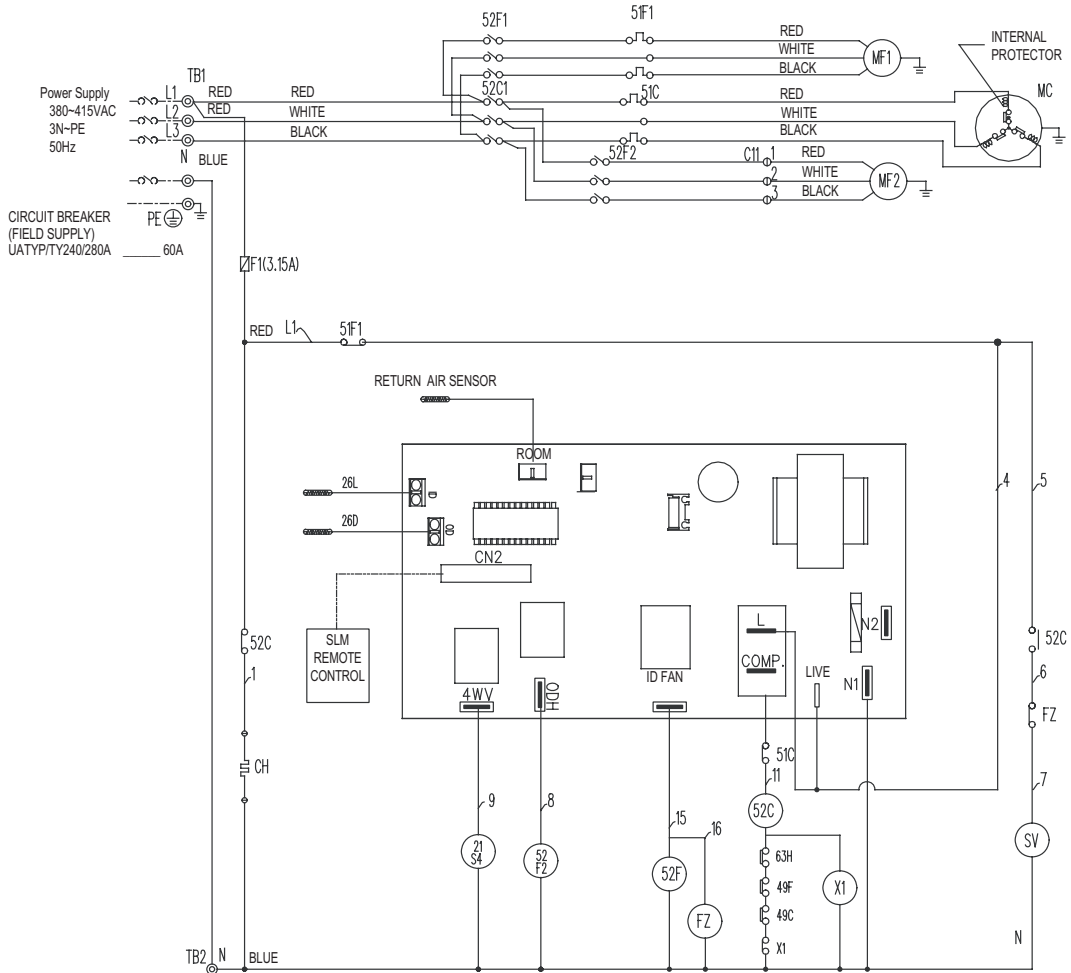 52F1
51F1
RED
WHITE
BLACK
MF1
INTERNAL
PROTECTOR
MC
TB1
Power Supply
380~415VAC
3N~PE
50Hz
L1
RED
RED
52C1
51C
RED
L2
RED
WHITE
WHITE
L3
BLACK
BLACK
N
BLUE
52F2
C11
1
RED
2
WHITE
3
BLACK
MF2
PE
CIRCUIT BREAKER
(FIELD SUPPLY)
UATYP/TY240/280A ______ 60A
F1(3.15A)
RED
L1
51F1
RETURN AIR SENSOR
ROOM
26L
ID
26D
OD
4
5
CN2
SLM
REMOTE
CONTROL
52C
1
CH
L
COMP.
N2
N1
LIVE
ID FAN
4WV
ODH
52C
6
FZ
7
SV
51C
11
52C
9
8
15
16
21
S4
52
F2
52F
FZ
63H
49F
49C
X1
X1
N
TB2
N
BLUE